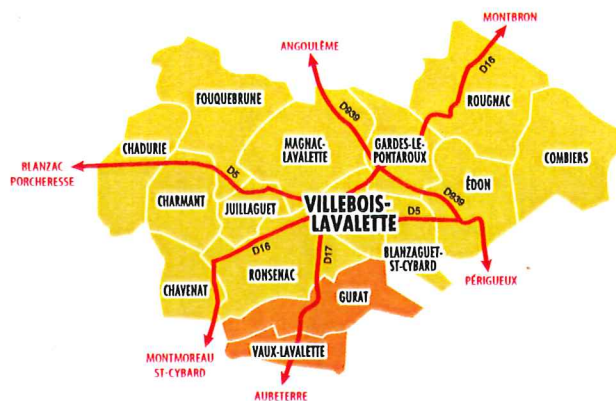 MONTBRON
ANGOULÊME
D16
FOUQUEBRUNE
ROUGNAC
D939
CHADURIE
MAGNAC-
LAVALETTE
GARDES-LE-
PONTAROUX
COMBIERS
BLANZAC
PORCHERESSE
D5
ÉDON
CHARMANT
JUILLAGUET
VILLEBOIS-
LAVALETTE
D939
D5
D16
D17
BLANZAGUET-
ST-CYBARD
CHAVENAT
RONSENAC
PÉRIGUEUX
GURAT
MONTMOREAU
ST-CYBARD
VAUX-LAVALETTE
AUBETERRE